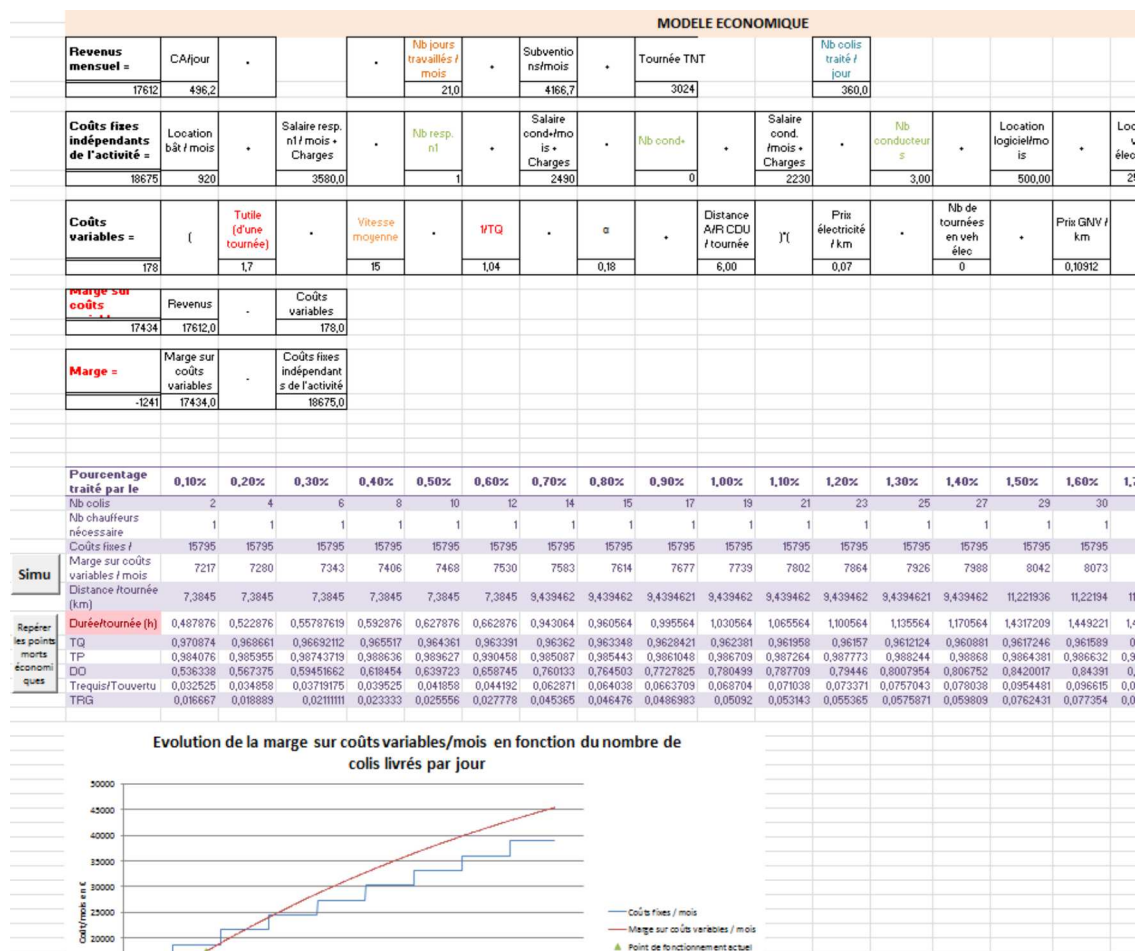 MODELE ECONOMIQUE
Revenus mensuel = CA/jour * * Nb jours travaillés / mois + Subventions/mois + Tournée TNT Nb colis traité / jour
17612 496,2 21,0 4166,7 3024 360,0
Coûts fixes indépendants de l'activité = Location bât / mois + Salaire resp. n1 / mois + Charges * Nb resp. n1 + Salaire cond+/mois + Charges * Nb cond+ + Salaire cond. /mois + Charges * Nb conducteurs + Location logiciel/mois +
18675 920 3580,0 1 2490 0 2230 3,00 500,00
Coûts variables = ( Tutile (d'une tournée) * Vitesse moyenne * 1/TQ * α + Distance A/R CDU / tournée )*( Prix électricité / km * Nb de tournées en veh élec + Prix GNV / km
178 1,7 15 1,04 0,18 6,00 0,07 0 0,10912
Marge sur coûts Revenus - Coûts variables
17434 17612,0 178,0
Marge = Marge sur coûts variables - Coûts fixes indépendants de l'activité
-1241 17434,0 18675,0
Pourcentage traité par le 0,10% 0,20% 0,30% 0,40% 0,50% 0,60% 0,70% 0,80% 0,90% 1,00% 1,10% 1,20% 1,30% 1,40% 1,50% 1,60%
Nb colis 2 4 6 8 10 12 14 15 17 19 21 23 25 27 29 30
Nb chauffeurs nécessaire 1 1 1 1 1 1 1 1 1 1 1 1 1 1 1 1
Coûts fixes / 15795 15795 15795 15795 15795 15795 15795 15795 15795 15795 15795 15795 15795 15795 15795 15795
Simu
Marge sur coûts variables / mois 7217 7280 7343 7406 7468 7530 7583 7614 7677 7739 7802 7864 7926 7988 8042 8073
Distance /tournée (km) 7,3845 7,3845 7,3845 7,3845 7,3845 7,3845 9,439462 9,439462 9,4394621 9,439462 9,439462 9,439462 9,4394621 9,439462 11,221936 11,22194
Repérer les points morts économiques
Durée/tournée (h) 0,487876 0,522876 0,55787619 0,592876 0,627876 0,662876 0,943064 0,960564 0,995564 1,030564 1,065564 1,100564 1,135564 1,170564 1,4317209 1,449221
TQ 0,970874 0,968661 0,96692112 0,965517 0,964361 0,963391 0,96362 0,963348 0,9628421 0,962381 0,961958 0,96157 0,9612124 0,960881 0,9617246 0,961589
TP 0,984076 0,985955 0,98743719 0,988636 0,989627 0,990458 0,985087 0,985443 0,9861048 0,986709 0,987264 0,987773 0,988244 0,98868 0,9864381 0,986632
DO 0,536338 0,567375 0,59451662 0,618454 0,639723 0,658745 0,760133 0,764503 0,7727825 0,780499 0,787709 0,79446 0,8007954 0,806752 0,8420017 0,84391
Trequis/Touvertu 0,032525 0,034858 0,03719175 0,039525 0,041858 0,044192 0,062871 0,064038 0,0663709 0,068704 0,071038 0,073371 0,0757043 0,078038 0,0954481 0,096615
TRG 0,016667 0,018889 0,02111111 0,023333 0,025556 0,027778 0,045365 0,046476 0,0486983 0,05092 0,053143 0,055365 0,0575871 0,059809 0,0762431 0,077354
Evolution de la marge sur coûts variables/mois en fonction du nombre de
colis livrés par jour
50000
45000
40000
35000
30000
25000
20000
Coût/mois en €
Coûts fixes / mois
Marge sur coûts variables / mois
Point de fonctionnement actuel